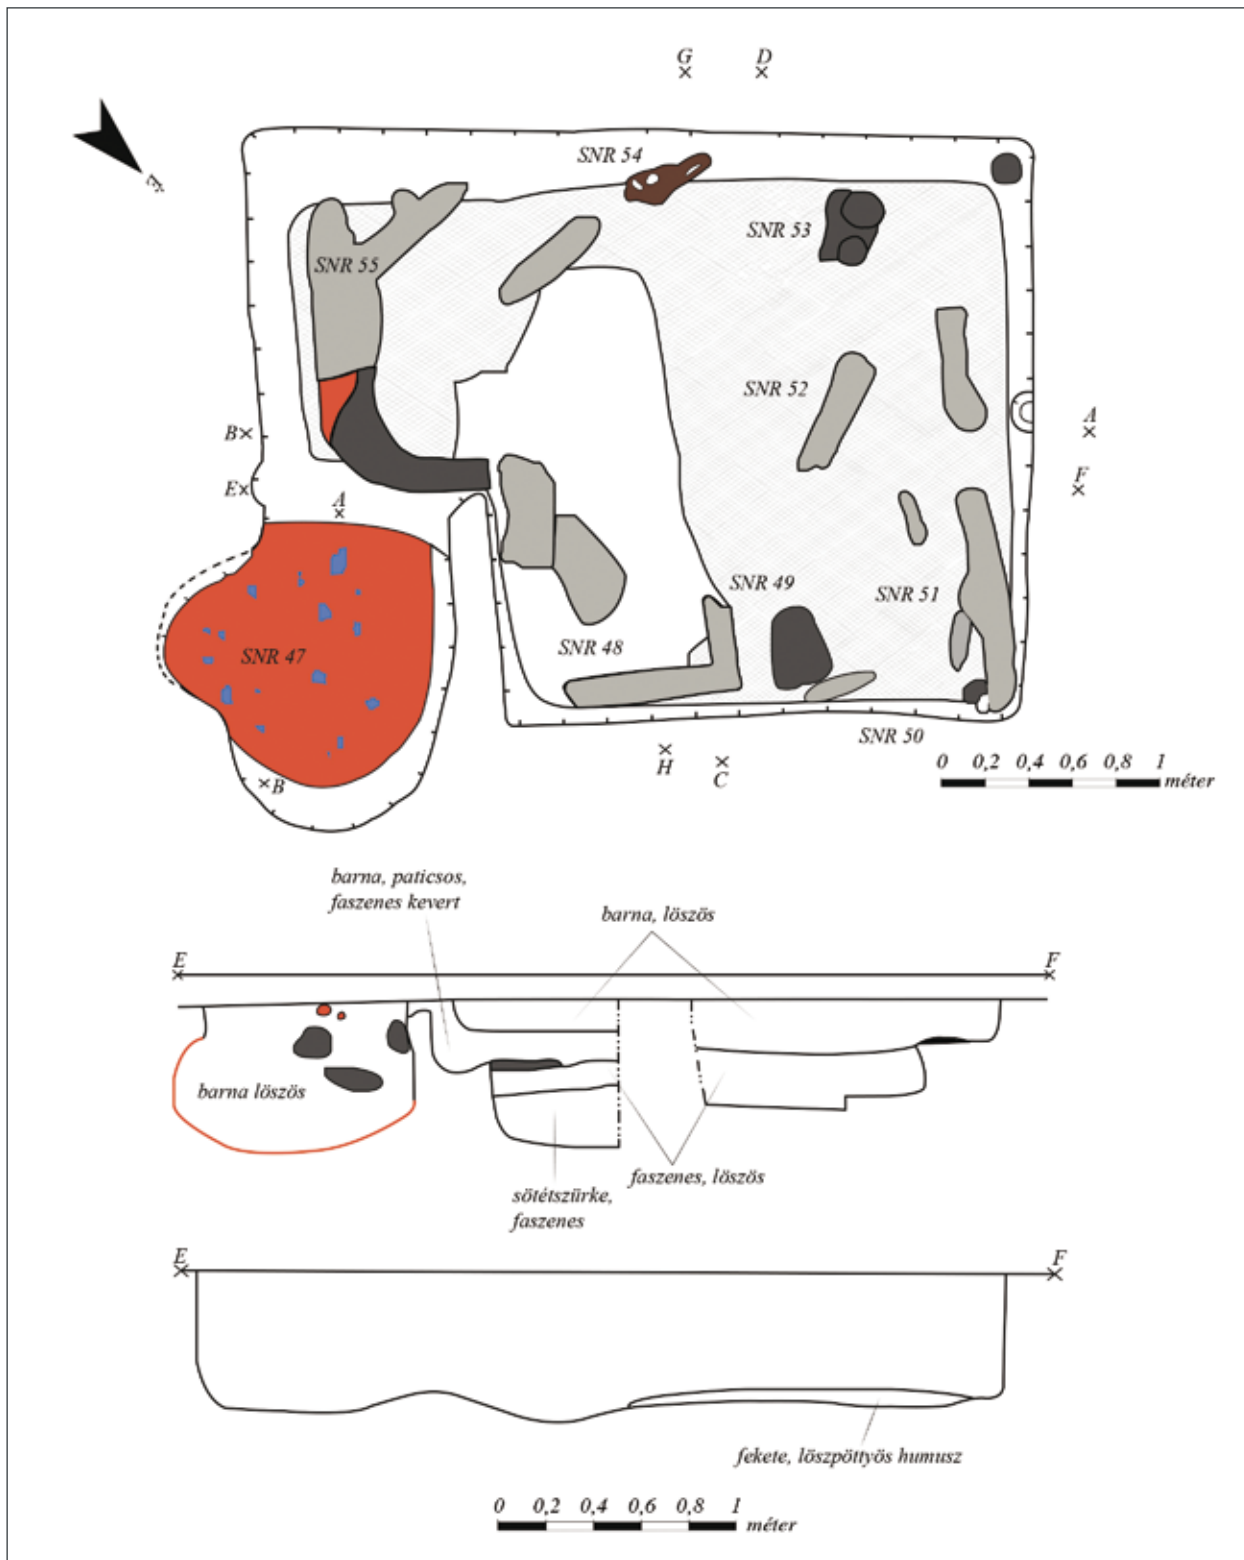 G D
É.
SNR 54
SNR 53
SNR 55
SNR 52
A
B
F
E
A
SNR 49
SNR 51
SNR 48
SNR 47
SNR 50
H
C
B
0 0,2 0,4 0,6 0,8 1
méter
barna, paticsos,
faszenes kevert
barna, löszös
E F
barna löszös
faszenes, löszös
sötétszürke,
faszenes
E F
fekete, löszpöttyös humusz
0 0,2 0,4 0,6 0,8 1
méter